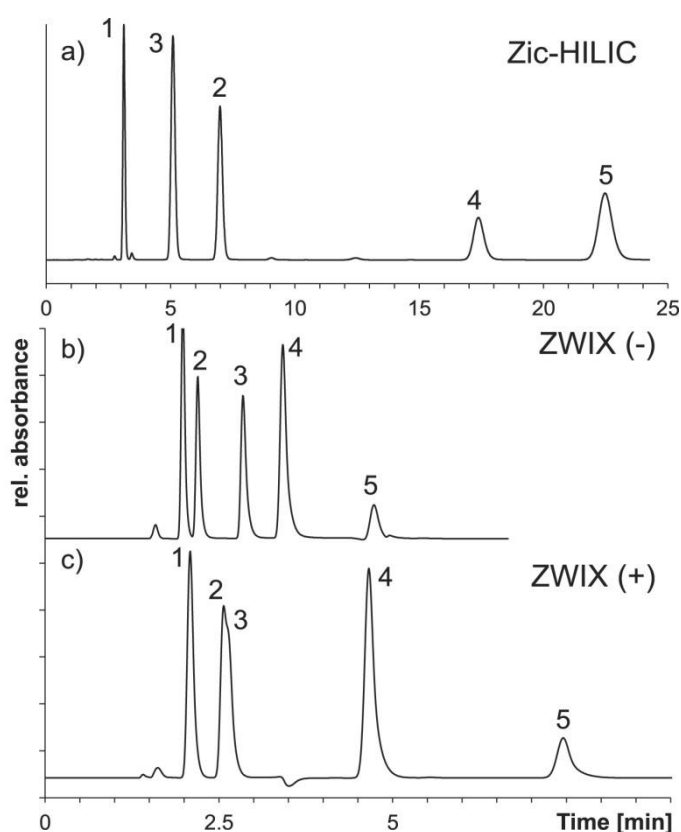 a) 1 3 2 4 5 Zic-HILIC
0 5 10 15 20 25
b) 1 2 3 4 5 ZWIX (-)
rel. absorbance
c) 1 2 3 4 5 ZWIX (+)
0 2.5 5 Time [min]